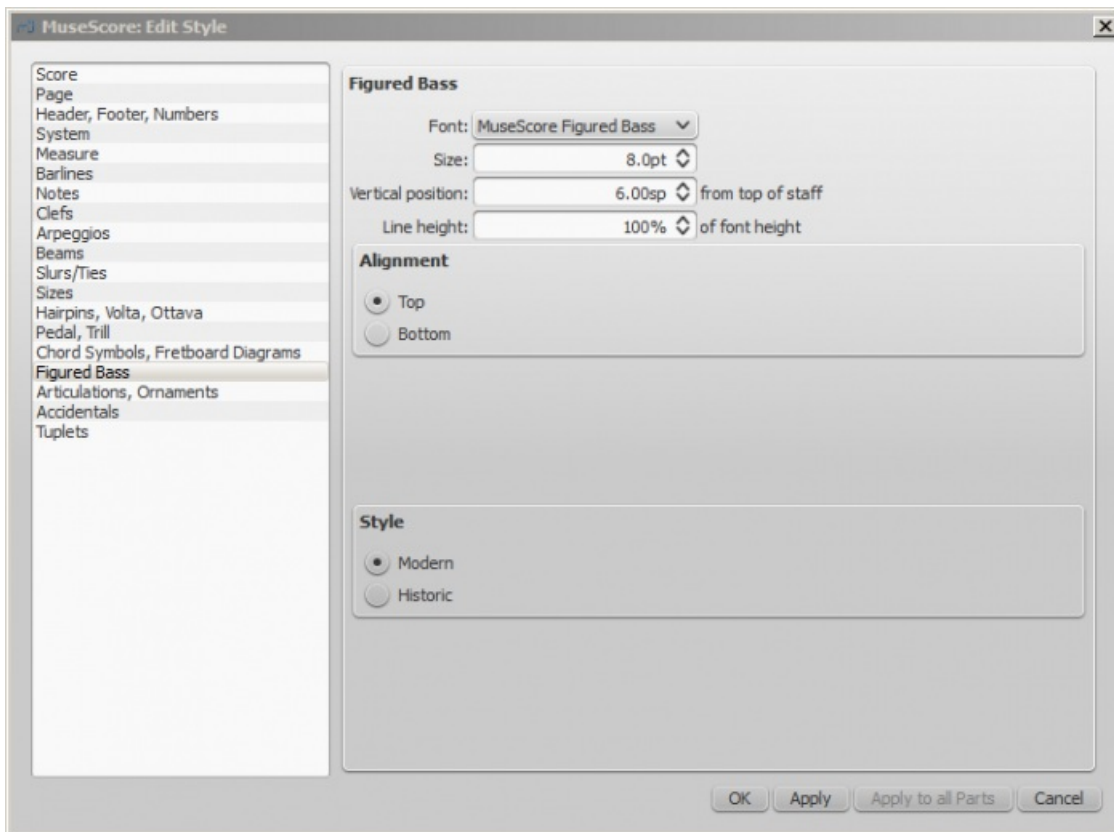 MuseScore: Edit Style
Score
Page
Header, Footer, Numbers
System
Measure
Barlines
Notes
Clefs
Arpeggios
Beams
Slurs/Ties
Sizes
Hairpins, Volta, Ottava
Pedal, Trill
Chord Symbols, Fretboard Diagrams
Figured Bass
Articulations, Ornaments
Accidentals
Tuplets
Figured Bass
Font: MuseScore Figured Bass
Size: 8.0pt
Vertical position: 6.00sp from top of staff
Line height: 100% of font height
Alignment
Top
Bottom
Style
Modern
Historic
OK Apply Apply to all Parts Cancel